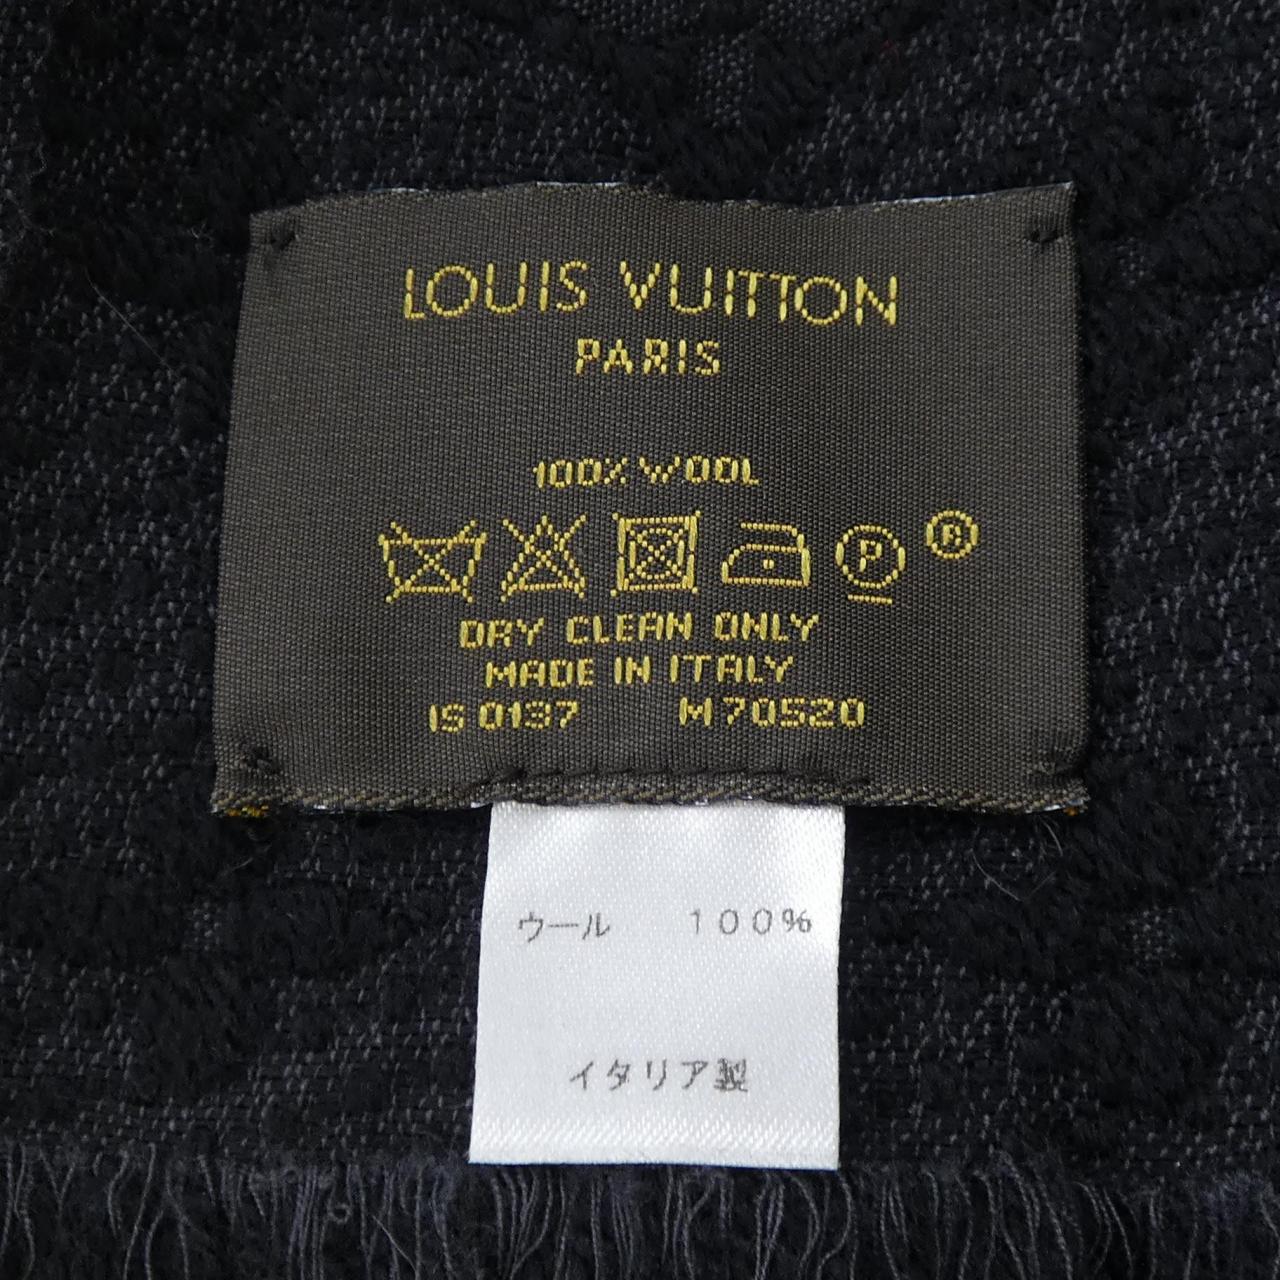 LOUIS VUITTON
PARIS
100% WOOL
P ®
DRY CLEAN ONLY
MADE IN ITALY
IS 0137 M70520
ウール 100%
イタリア製